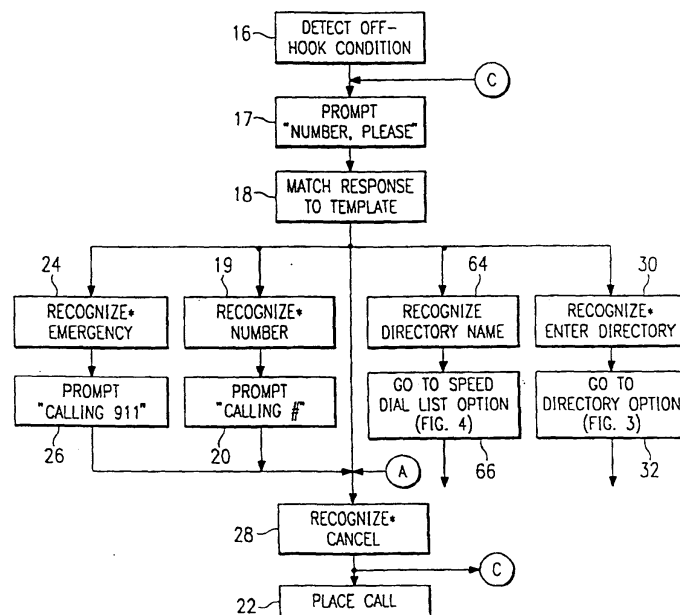 16
DETECT OFF-
HOOK CONDITION
C
17
PROMPT
"NUMBER, PLEASE"
18
MATCH RESPONSE
TO TEMPLATE
24
19
64
30
RECOGNIZE*
EMERGENCY
RECOGNIZE*
NUMBER
RECOGNIZE
DIRECTORY NAME
RECOGNIZE*
ENTER DIRECTORY
PROMPT
"CALLING 911"
PROMPT
"CALLING #"
GO TO SPEED
DIAL LIST OPTION
(FIG. 4)
GO TO
DIRECTORY OPTION
(FIG. 3)
26
20
66
32
A
28
RECOGNIZE*
CANCEL
C
22
PLACE CALL